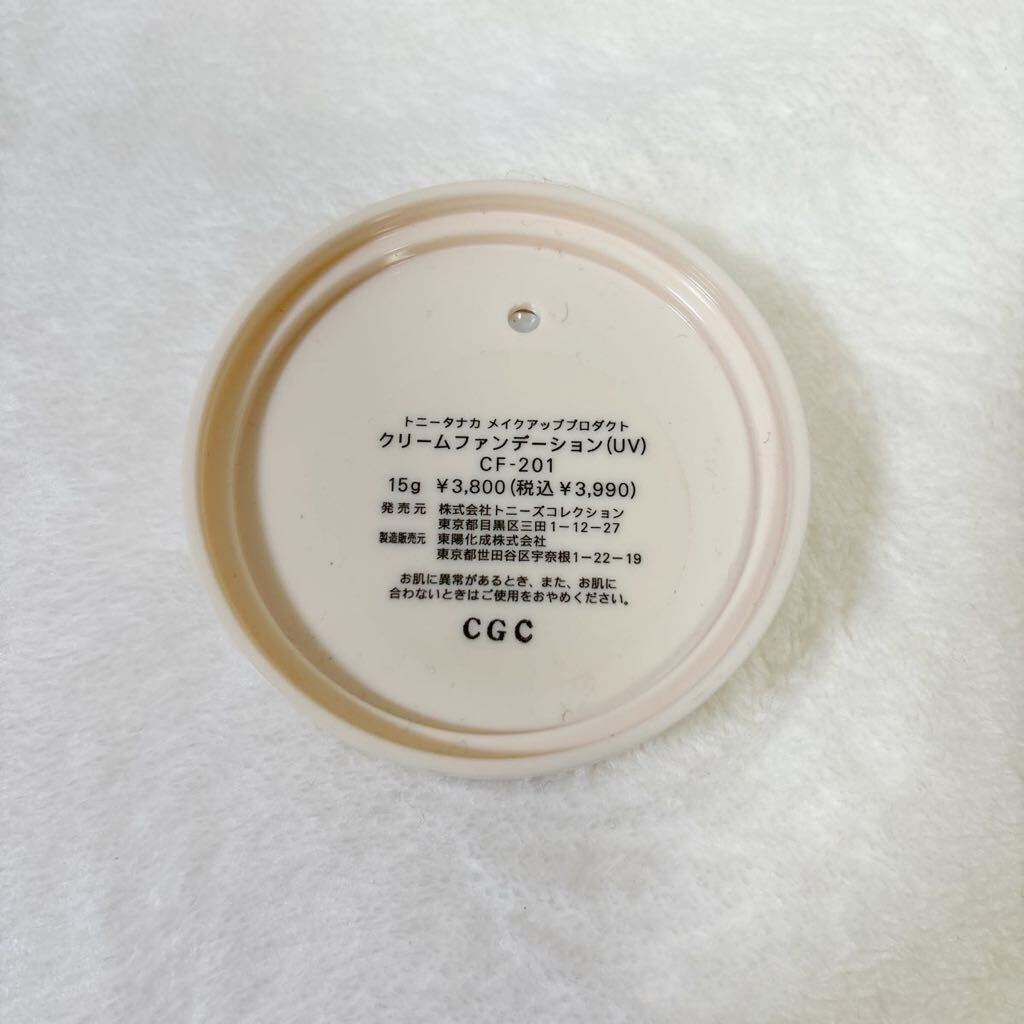 トニータナカ メイクアッププロダクト
クリームファンデーション(UV)
CF-201
15g ¥3,800(税込¥3,990)
発売元 株式会社トニーズコレクション
東京都目黒区三田1-12-27
製造販売元 東陽化成株式会社
東京都世田谷区宇奈根1-22-19
お肌に異常があるとき、また、お肌に
合わないときはご使用をおやめください。
CGC